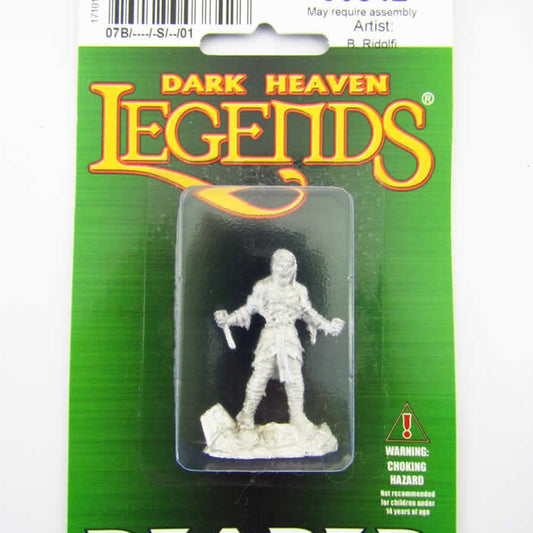 May require assembly
07B/----/-S/--/01
Artist:
B. Ridolfi
DARK HEAVEN
LEGENDS®
WARNING:
CHOKING
HAZARD
Not recommended
for children under
14 years of age